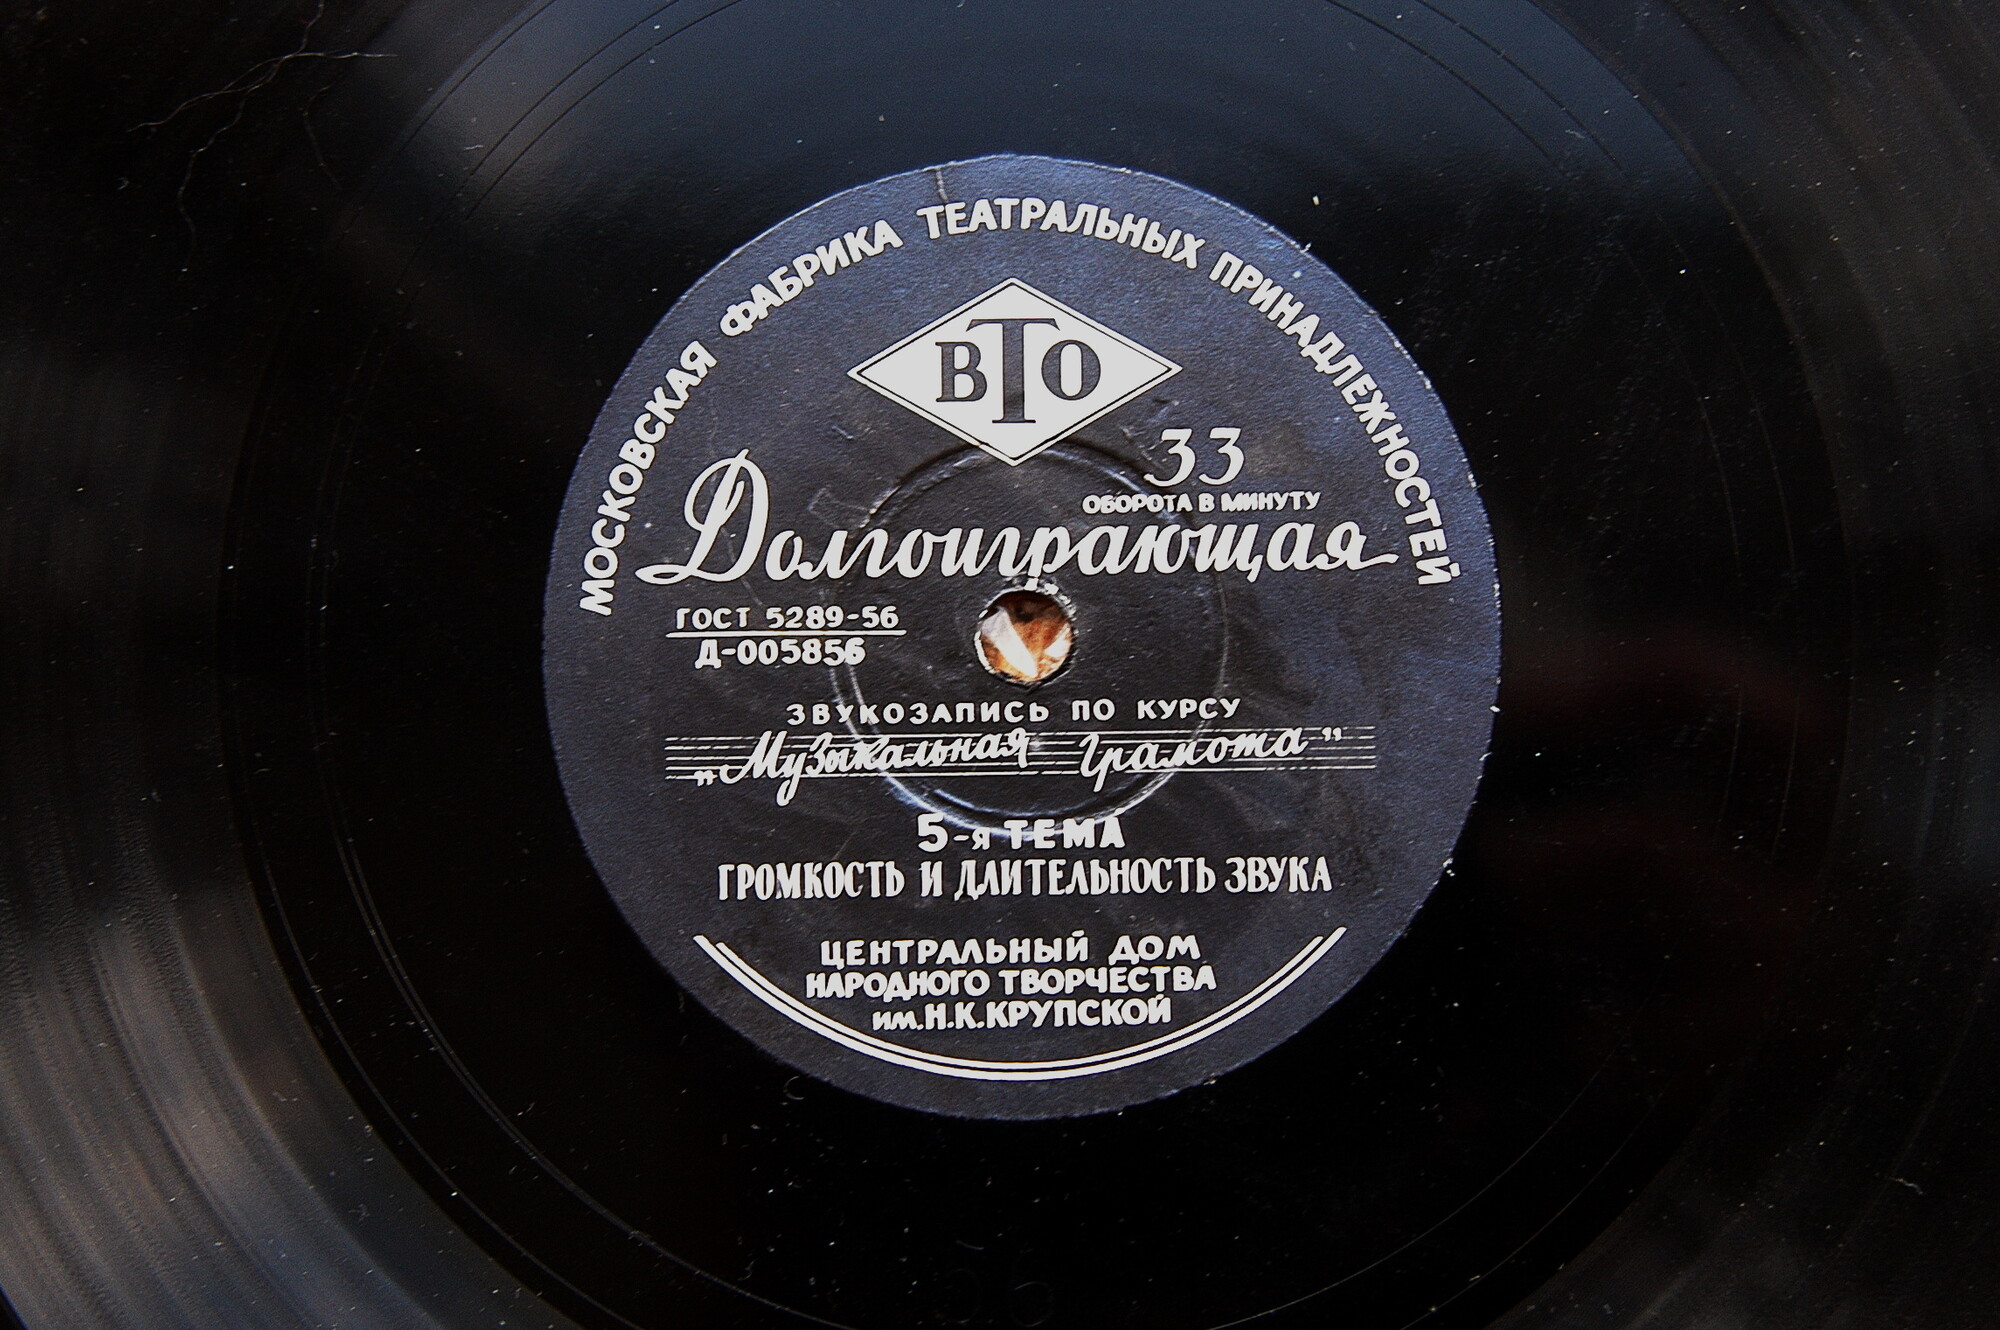 МОСКОВСКАЯ ФАБРИКА ТЕАТРАЛЬНЫХ ПРИНАДЛЕЖНОСТЕЙ
ВТО
33
ОБОРОТА В МИНУТУ
Долгоиграющая
ГОСТ 5289-56
Д-005856
ЗВУКОЗАПИСЬ ПО КУРСУ
„Музыкальная грамота"
5-я ТЕМА
ГРОМКОСТЬ И ДЛИТЕЛЬНОСТЬ ЗВУКА
ЦЕНТРАЛЬНЫЙ ДОМ
НАРОДНОГО ТВОРЧЕСТВА
им. Н.К.КРУПСКОЙ